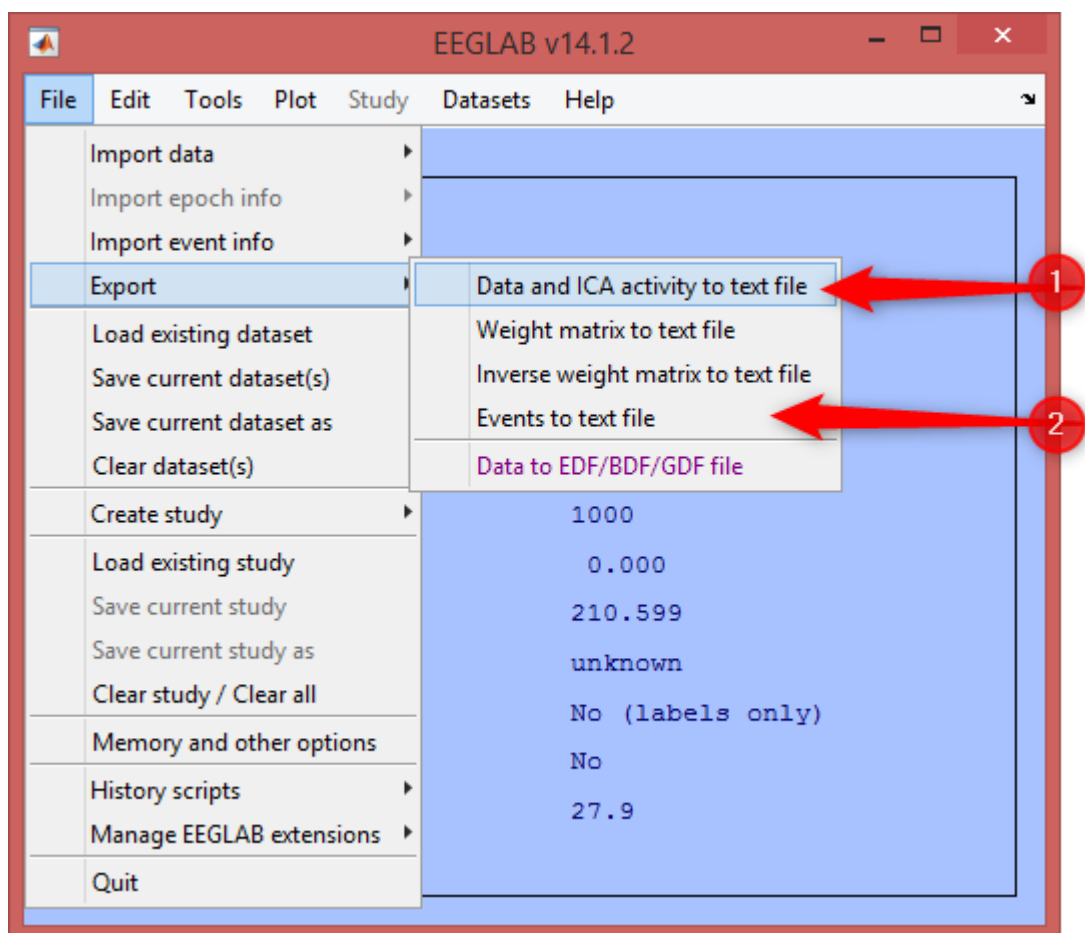 EEGLAB v14.1.2
File Edit Tools Plot Study Datasets Help
Import data
Import epoch info
Import event info
Export
Load existing dataset
Save current dataset(s)
Save current dataset as
Clear dataset(s)
Create study
Load existing study
Save current study
Save current study as
Clear study / Clear all
Memory and other options
History scripts
Manage EEGLAB extensions
Quit
Data and ICA activity to text file
1
Weight matrix to text file
Inverse weight matrix to text file
Events to text file
2
Data to EDF/BDF/GDF file
1000
0.000
210.599
unknown
No (labels only)
No
27.9